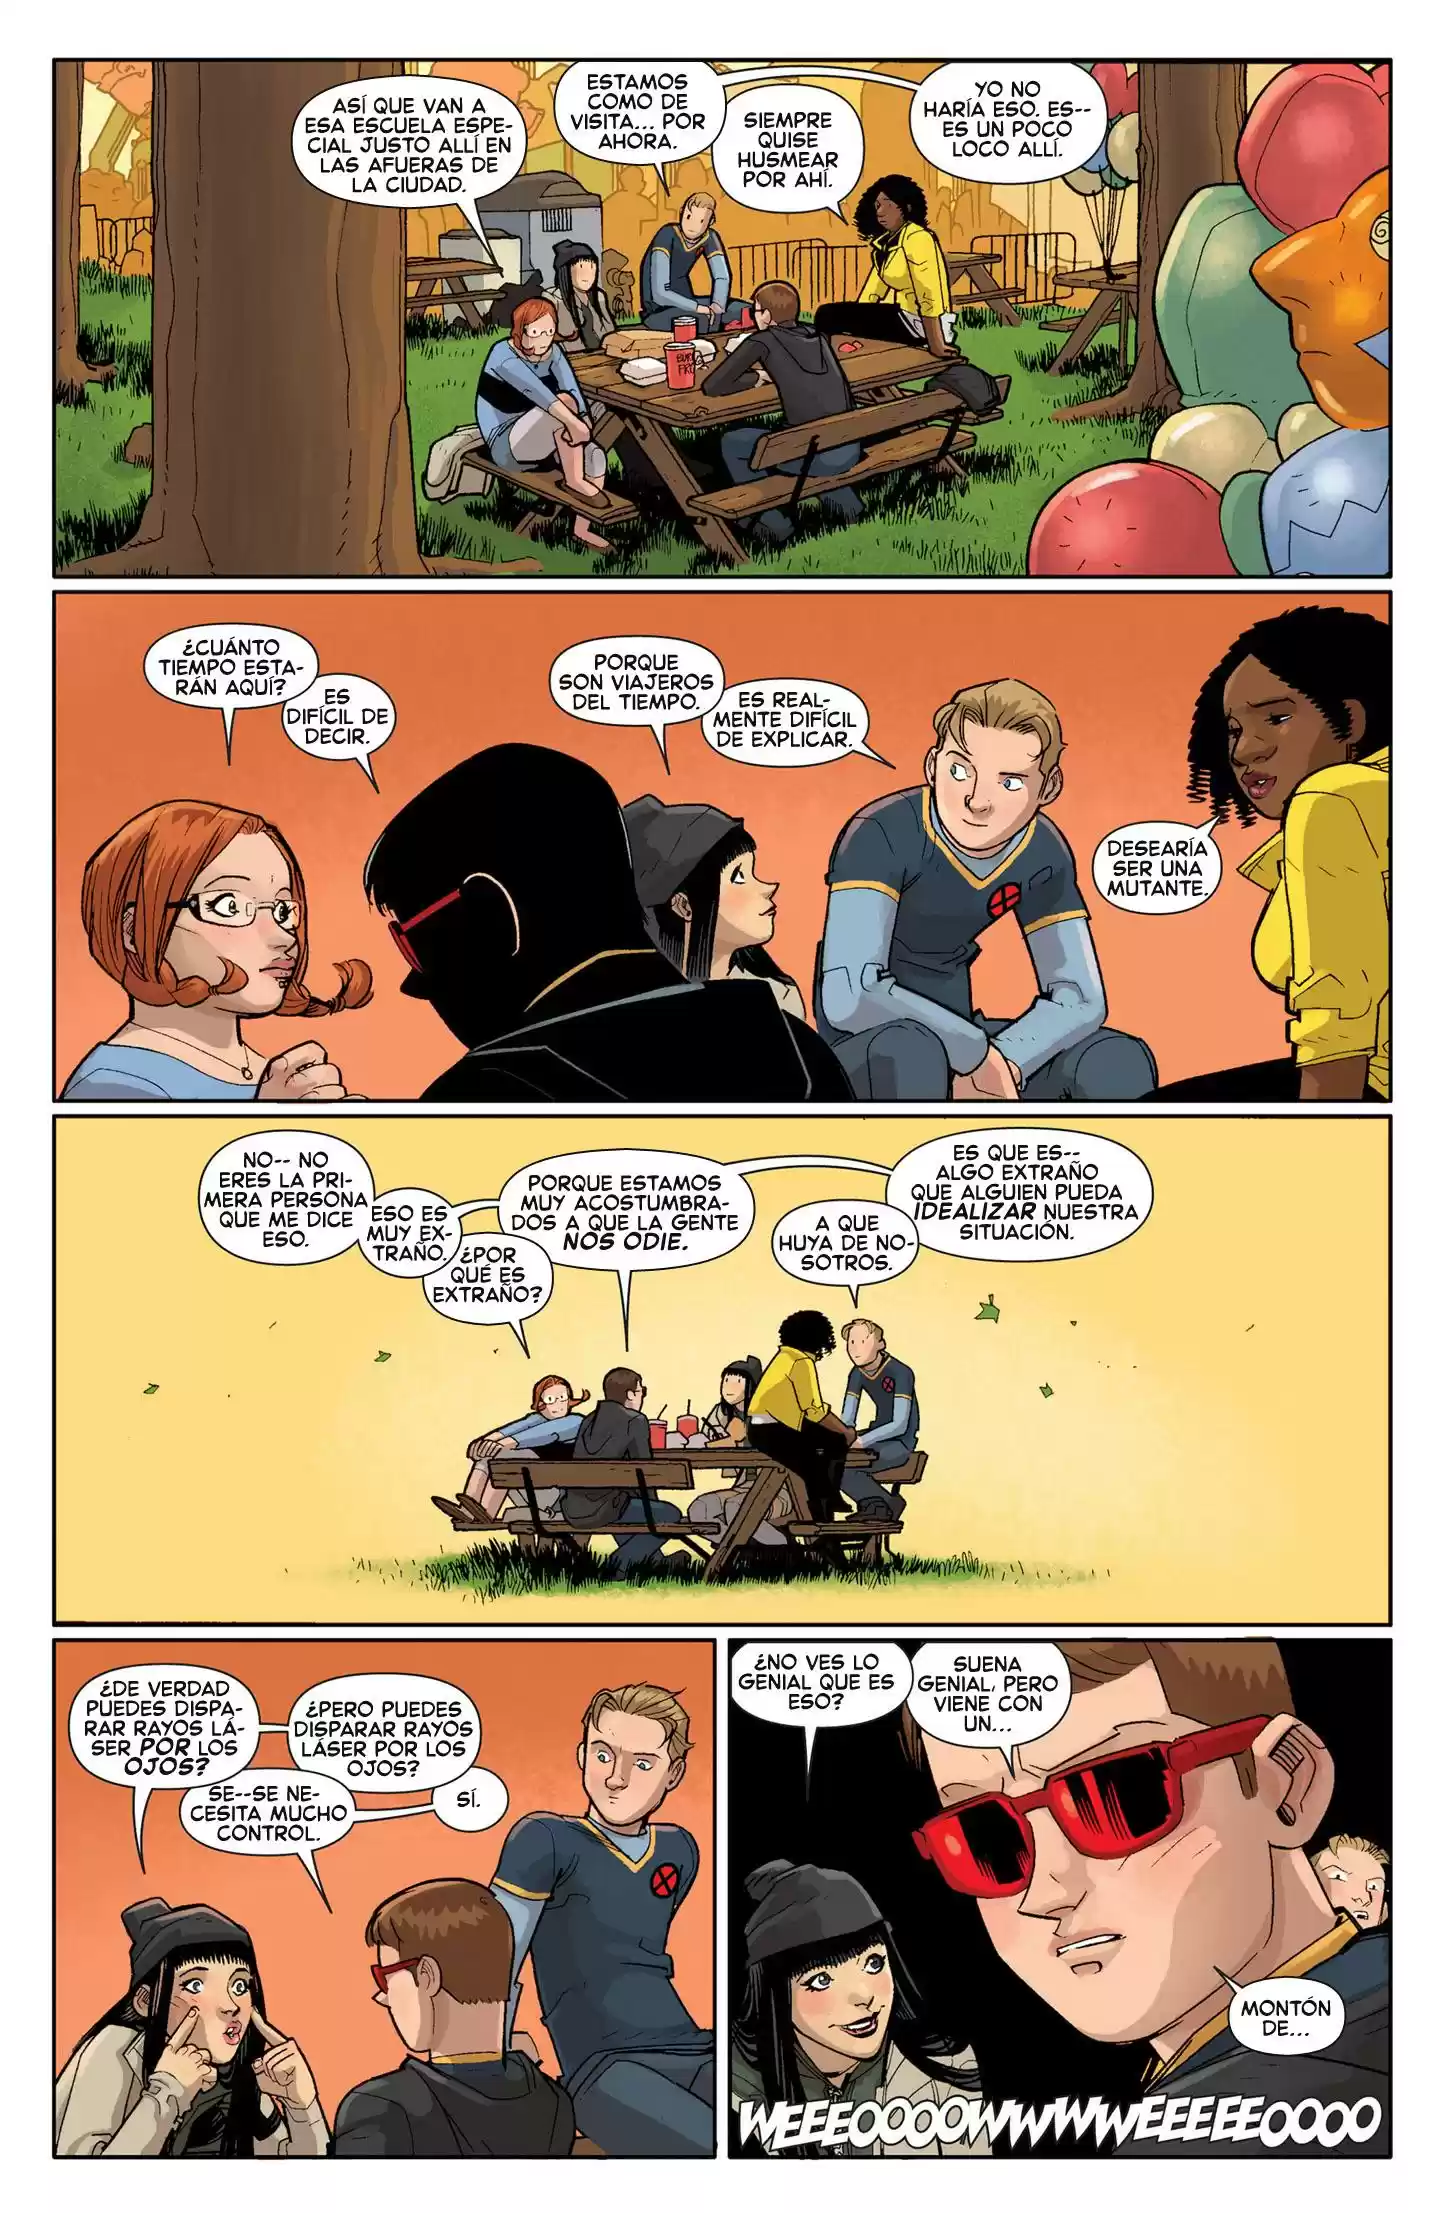 ASÍ QUE VAN A
ESA ESCUELA ESPE-
CIAL JUSTO ALLÍ EN
LAS AFUERAS DE
LA CIUDAD.
ESTAMOS
COMO DE
VISITA... POR
AHORA.
SIEMPRE
QUISE
HUSMEAR
POR AHÍ.
YO NO
HARÍA ESO. ES--
ES UN POCO
LOCO ALLÍ.
¿CUÁNTO
TIEMPO ESTA-
RÁN AQUÍ?
ES
DIFÍCIL DE
DECIR.
PORQUE
SON VIAJEROS
DEL TIEMPO.
ES REAL-
MENTE DIFÍCIL
DE EXPLICAR.
DESEARÍA
SER UNA
MUTANTE.
NO-- NO
ERES LA PRI-
MERA PERSONA
QUE ME DICE
ESO.
ESO ES
MUY EX-
TRAÑO.
¿POR
QUÉ ES
EXTRAÑO?
PORQUE ESTAMOS
MUY ACOSTUMBRA-
DOS A QUE LA GENTE
NOS ODIE.
A QUE
HUYA DE NO-
SOTROS.
ES QUE ES--
ALGO EXTRAÑO
QUE ALGUIEN PUEDA
IDEALIZAR NUESTRA
SITUACIÓN.
¿DE VERDAD
PUEDES DISPA-
RAR RAYOS LÁ-
SER POR LOS
OJOS?
SE--SE NE-
CESITA MUCHO
CONTROL.
¿PERO PUEDES
DISPARAR RAYOS
LÁSER POR LOS
OJOS?
SÍ.
¿NO VES LO
GENIAL QUE ES
ESO?
SUENA
GENIAL, PERO
VIENE CON
UN...
MONTÓN
DE...
WEEEOOOOOWWWWEEEEEOOOO